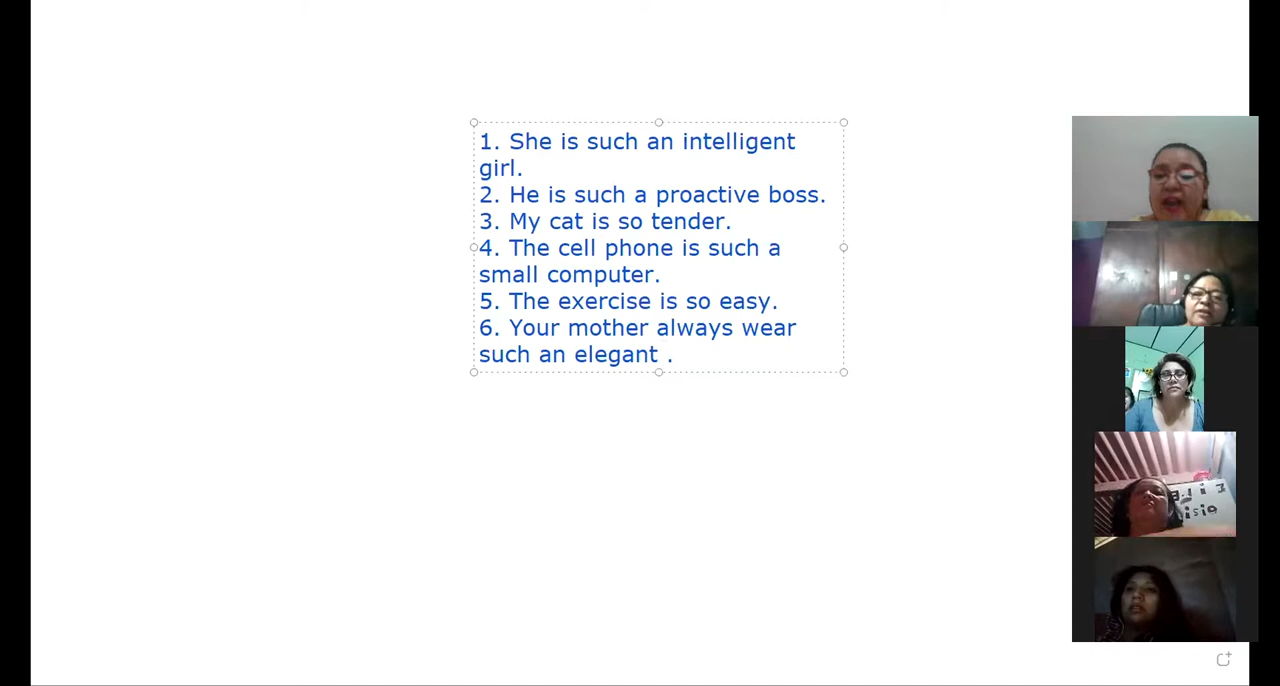 1. She is such an intelligent
girl.
2. He is such a proactive boss.
3. My cat is so tender.
4. The cell phone is such a
small computer.
5. The exercise is so easy.
6. Your mother always wear
such an elegant .